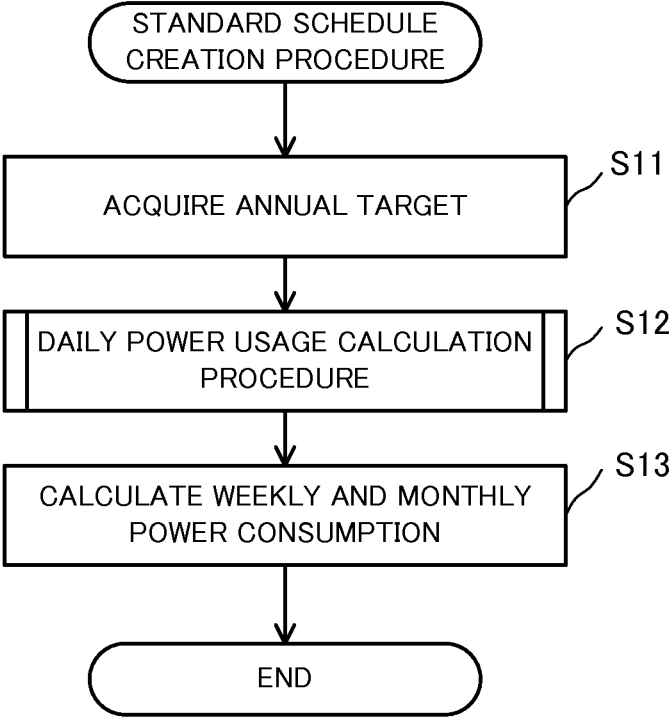 STANDARD SCHEDULE
CREATION PROCEDURE
S11
ACQUIRE ANNUAL TARGET
S12
DAILY POWER USAGE CALCULATION
PROCEDURE
S13
CALCULATE WEEKLY AND MONTHLY
POWER CONSUMPTION
END